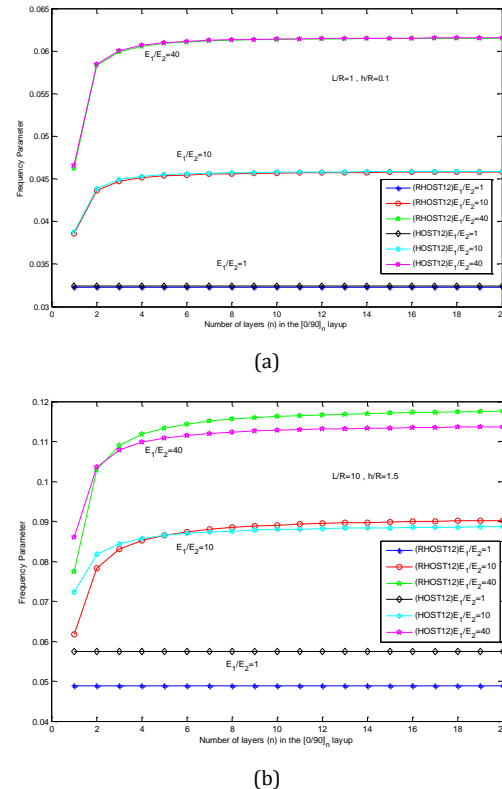 0.065
0.06
0.055
0.05
0.045
0.04
0.035
0.03
Frequency Parameter
E1/E2=40
L/R=1 , h/R=0.1
E1/E2=10
E1/E2=1
(RHOST12)E1/E2=1
(RHOST12)E1/E2=10
(RHOST12)E1/E2=40
(HOST12)E1/E2=1
(HOST12)E1/E2=10
(HOST12)E1/E2=40
0 2 4 6 8 10 12 14 16 18 20
Number of layers (n) in the [0/90]n layup
(a)
0.12
0.11
0.1
0.09
0.08
0.07
0.06
0.05
0.04
Frequency Parameter
E1/E2=40
L/R=10 , h/R=1.5
E1/E2=10
E1/E2=1
(RHOST12)E1/E2=1
(RHOST12)E1/E2=10
(RHOST12)E1/E2=40
(HOST12)E1/E2=1
(HOST12)E1/E2=10
(HOST12)E1/E2=40
0 2 4 6 8 10 12 14 16 18 20
Number of layers (n) in the [0/90]n layup
(b)